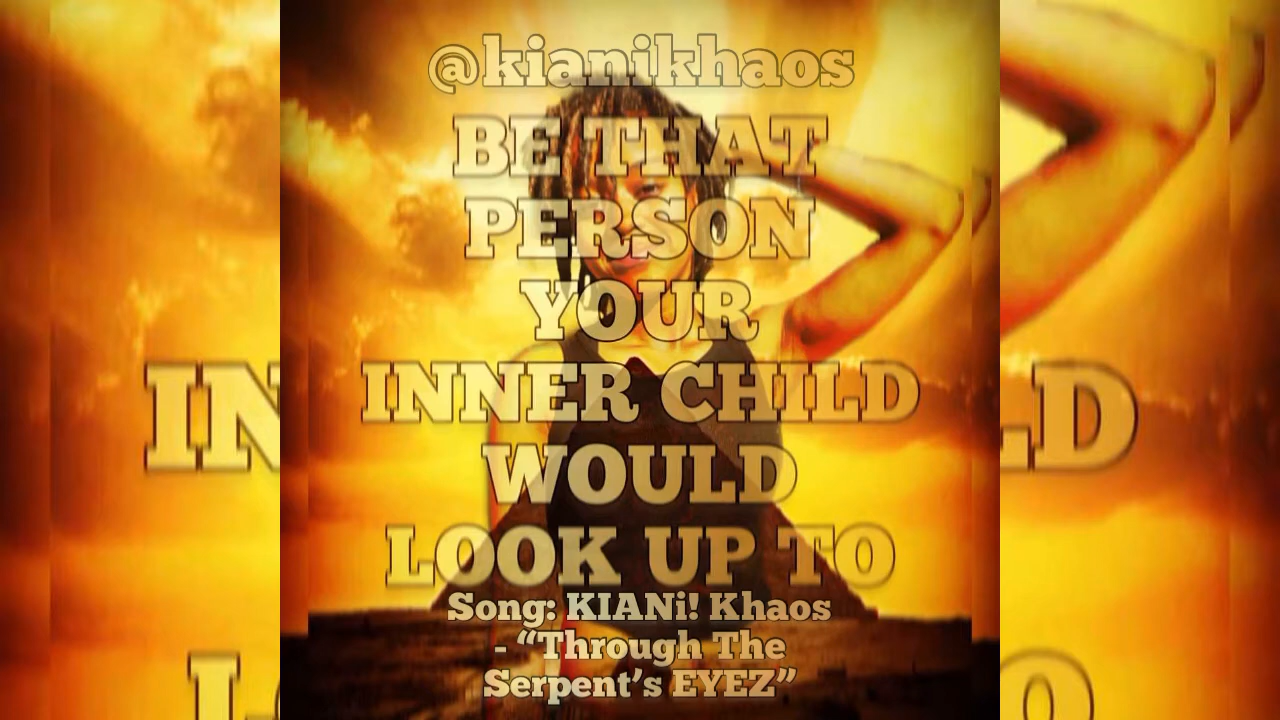 @kianikhaos
BE THAT
PERSON
YOUR
INNER CHILD
WOULD
LOOK UP TO
Song: KIANi! Khaos
- “Through The
Serpent’s EYEZ”